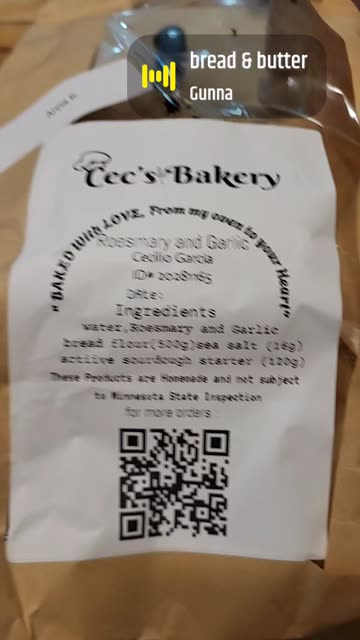 bread & butter
Gunna
Cec's Bakery
"BAKED With LOVE, From my oven to your Heart"
Roesmary and Garlic
Cecilio Garcia
ID# 20281165
DAte:
Ingredients
water,Roesmary and Garlic
bread flour(500g)sea salt (16g)
actiive sourdough starter (120g)
These Products are Homemade and not subject
to Minnesota State Inspection
for more orders